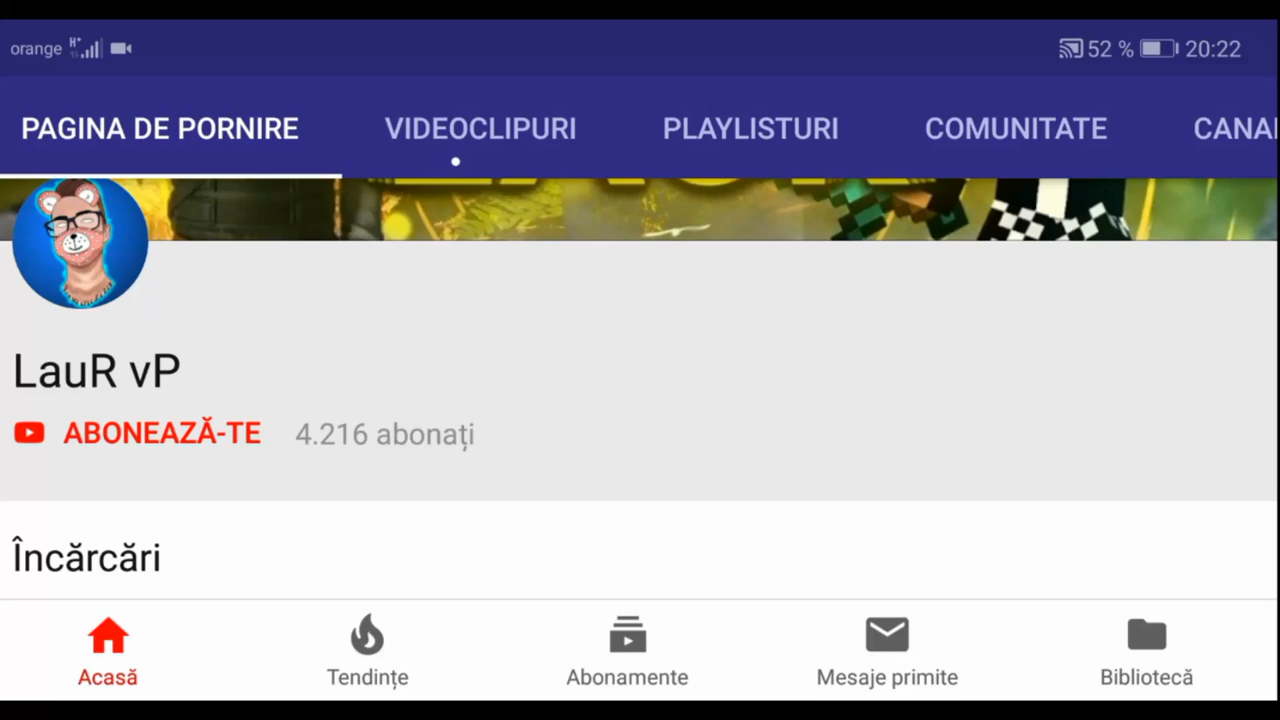 orange H+ 52 % 20:22
PAGINA DE PORNIRE VIDEOCLIPURI PLAYLISTURI COMUNITATE CANAL
LauR vP
ABONEAZĂ-TE 4.216 abonați
Încărcări
Acasă Tendințe Abonamente Mesaje primite Bibliotecă